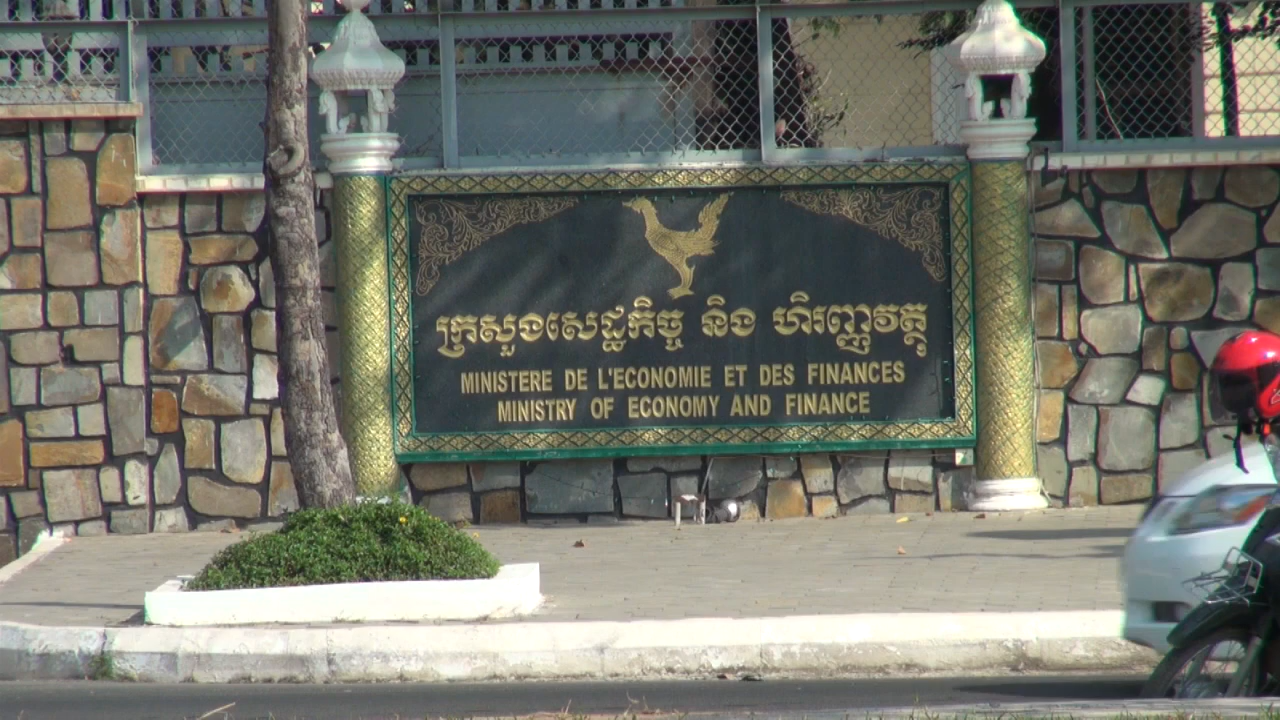 ក្រសួងសេដ្ឋកិច្ច និង ហិរញ្ញវត្ថុ
MINISTERE DE L'ECONOMIE ET DES FINANCES
MINISTRY OF ECONOMY AND FINANCE